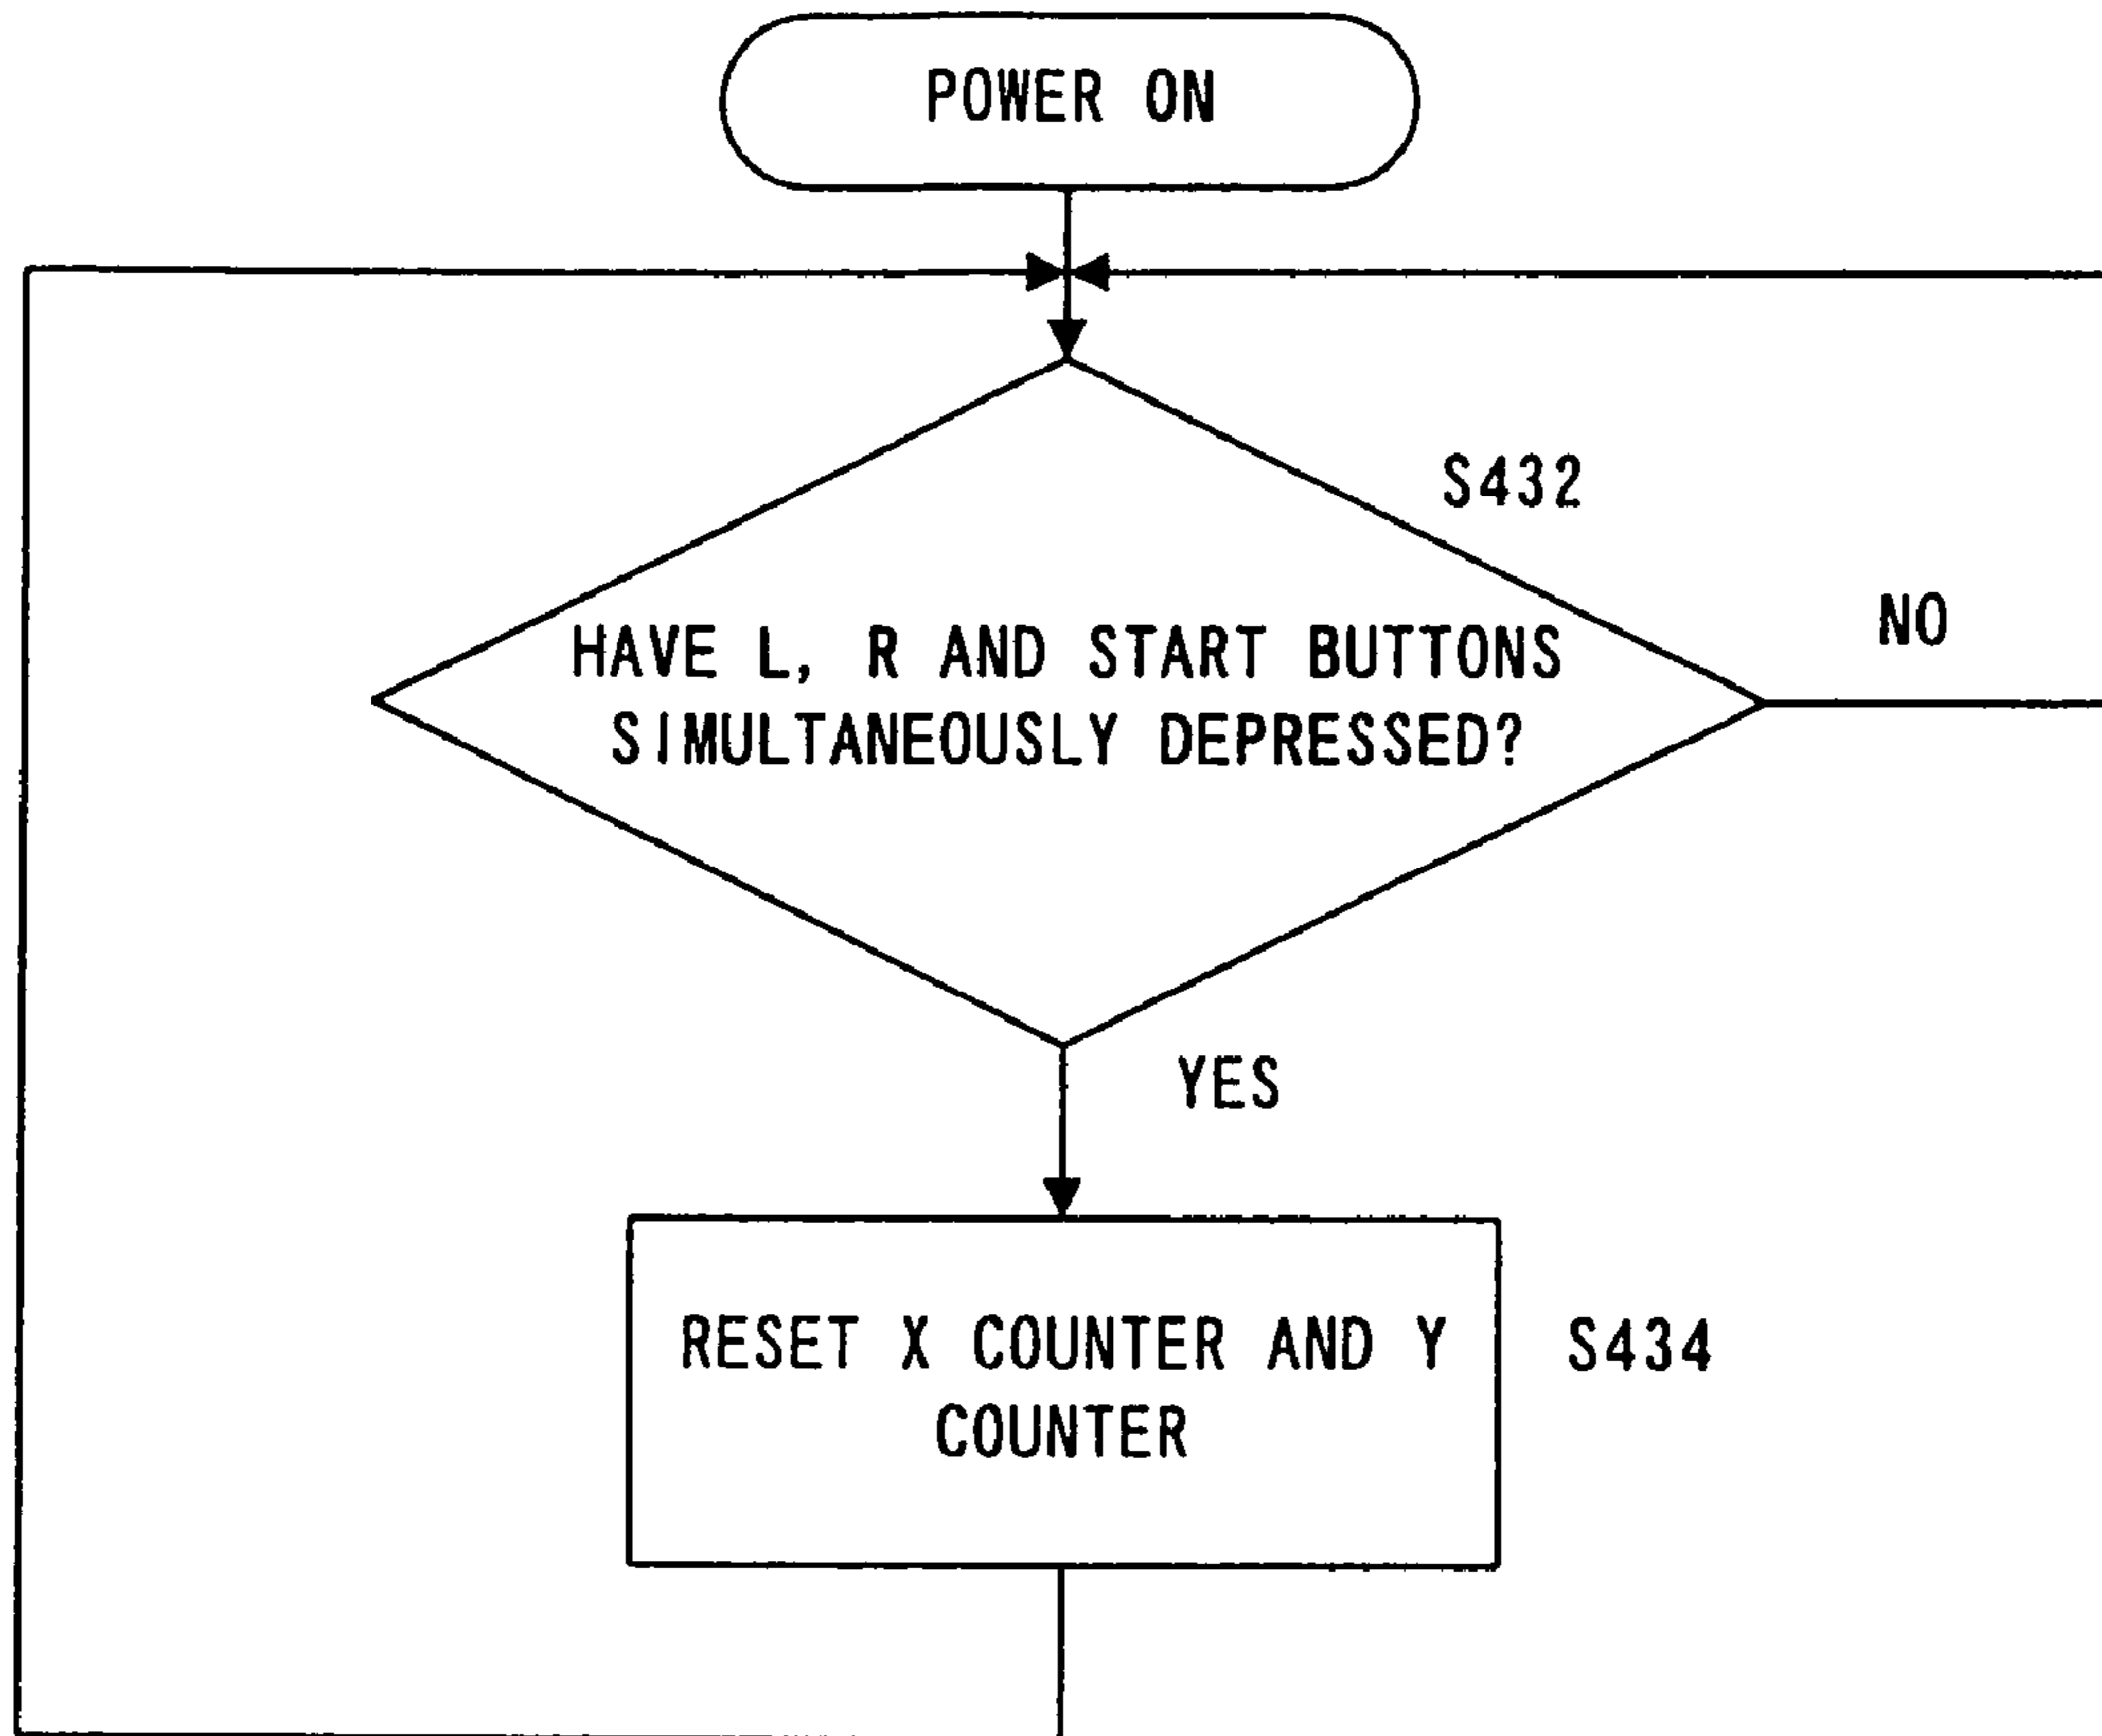 POWER ON
S432
HAVE L, R AND START BUTTONS
SIMULTANEOUSLY DEPRESSED?
NO
YES
RESET X COUNTER AND Y
COUNTER
S434